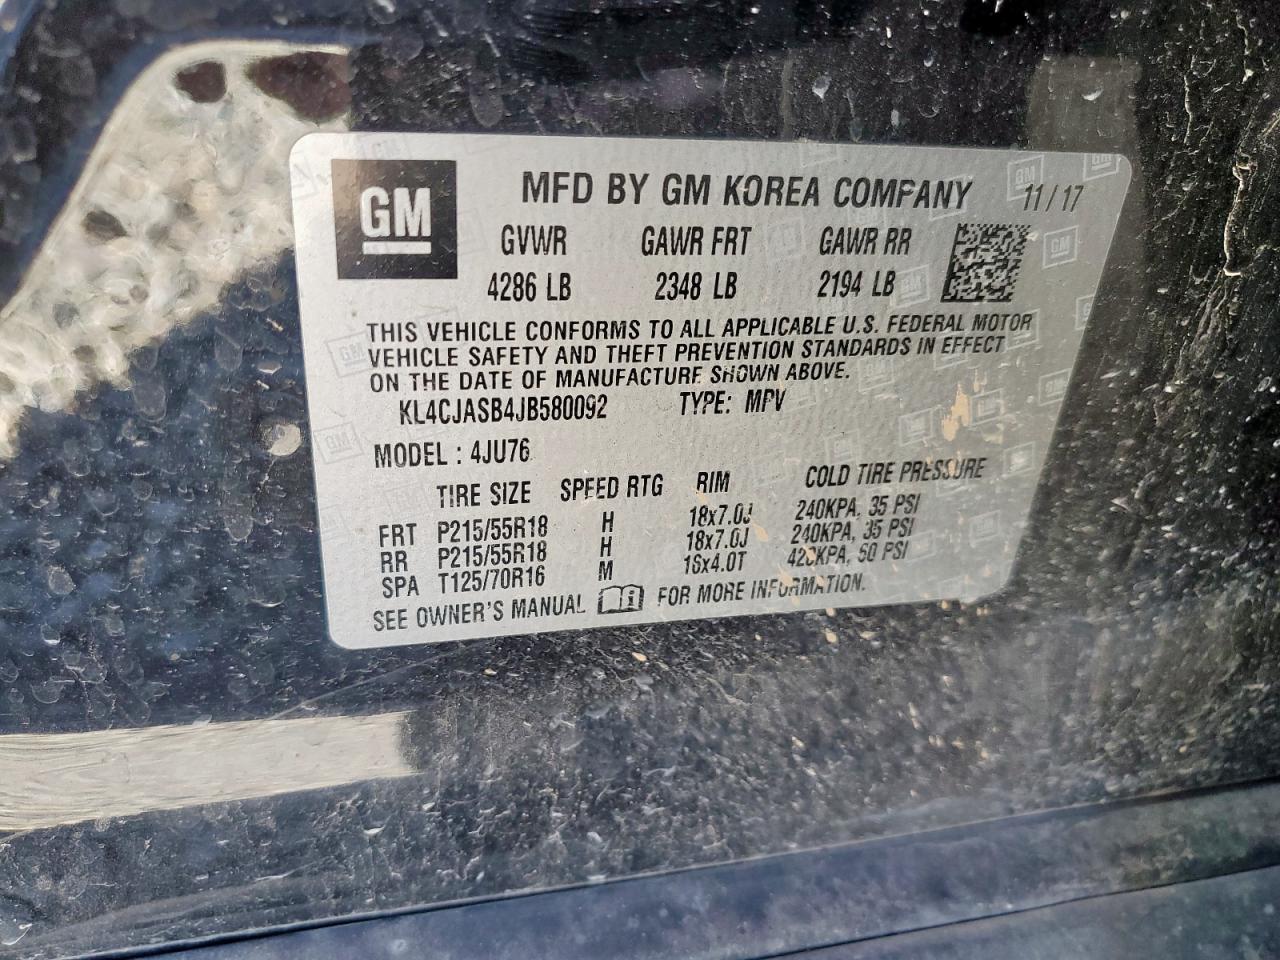 GM
MFD BY GM KOREA COMPANY 11/17
GVWR GAWR FRT GAWR RR
4286 LB 2348 LB 2194 LB
THIS VEHICLE CONFORMS TO ALL APPLICABLE U.S. FEDERAL MOTOR
VEHICLE SAFETY AND THEFT PREVENTION STANDARDS IN EFFECT
ON THE DATE OF MANUFACTURE SHOWN ABOVE.
KL4CJASB4JB580092 TYPE: MPV
MODEL : 4JU76
TIRE SIZE SPEED RTG RIM COLD TIRE PRESSURE
FRT P215/55R18 H 18x7.0J 240KPA, 35 PSI
RR P215/55R18 H 18x7.0J 240KPA, 35 PSI
SPA T125/70R16 M 16x4.0T 420KPA, 60 PSI
SEE OWNER'S MANUAL FOR MORE INFORMATION.